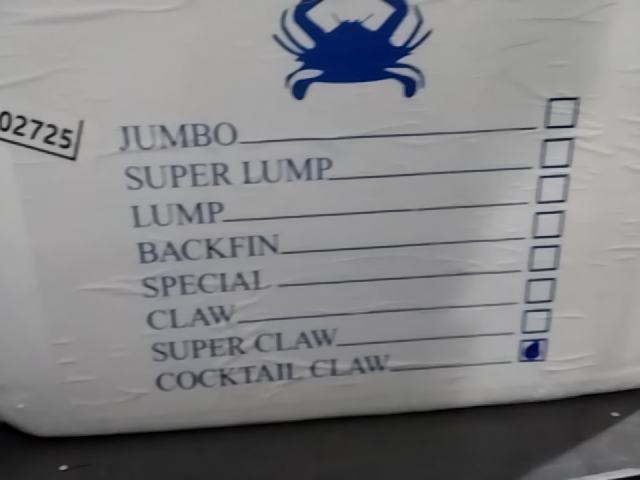 02725
JUMBO
SUPER LUMP
LUMP
BACKFIN
SPECIAL
CLAW
SUPER CLAW
COCKTAIL CLAW